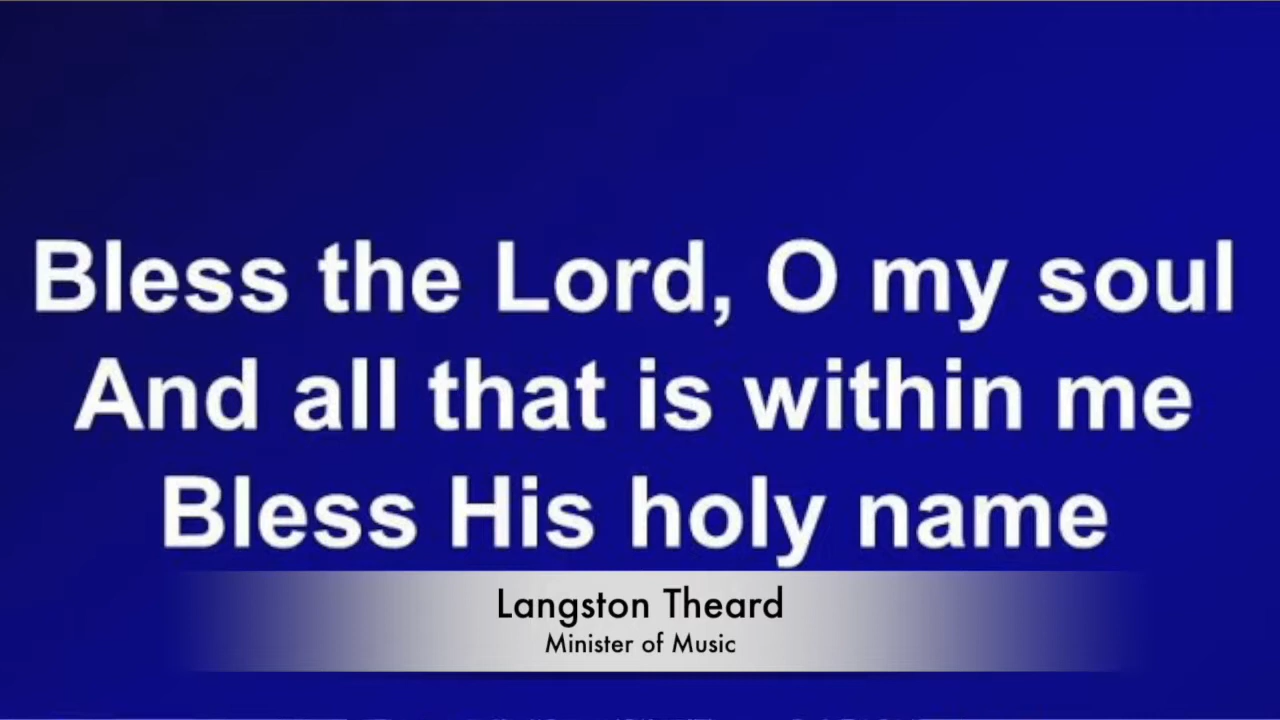 Bless the Lord, O my soul
And all that is within me
Bless His holy name
Langston Theard
Minister of Music